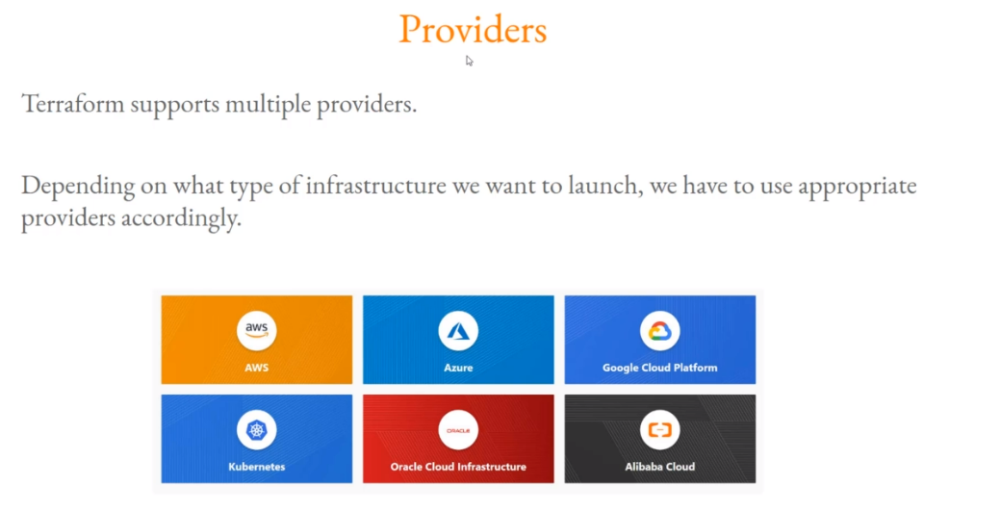 Providers
Terraform supports multiple providers.
Depending on what type of infrastructure we want to launch, we have to use appropriate
providers accordingly.
aws
AWS
Azure
Google Cloud Platform
Kubernetes
ORACLE
Oracle Cloud Infrastructure
Alibaba Cloud